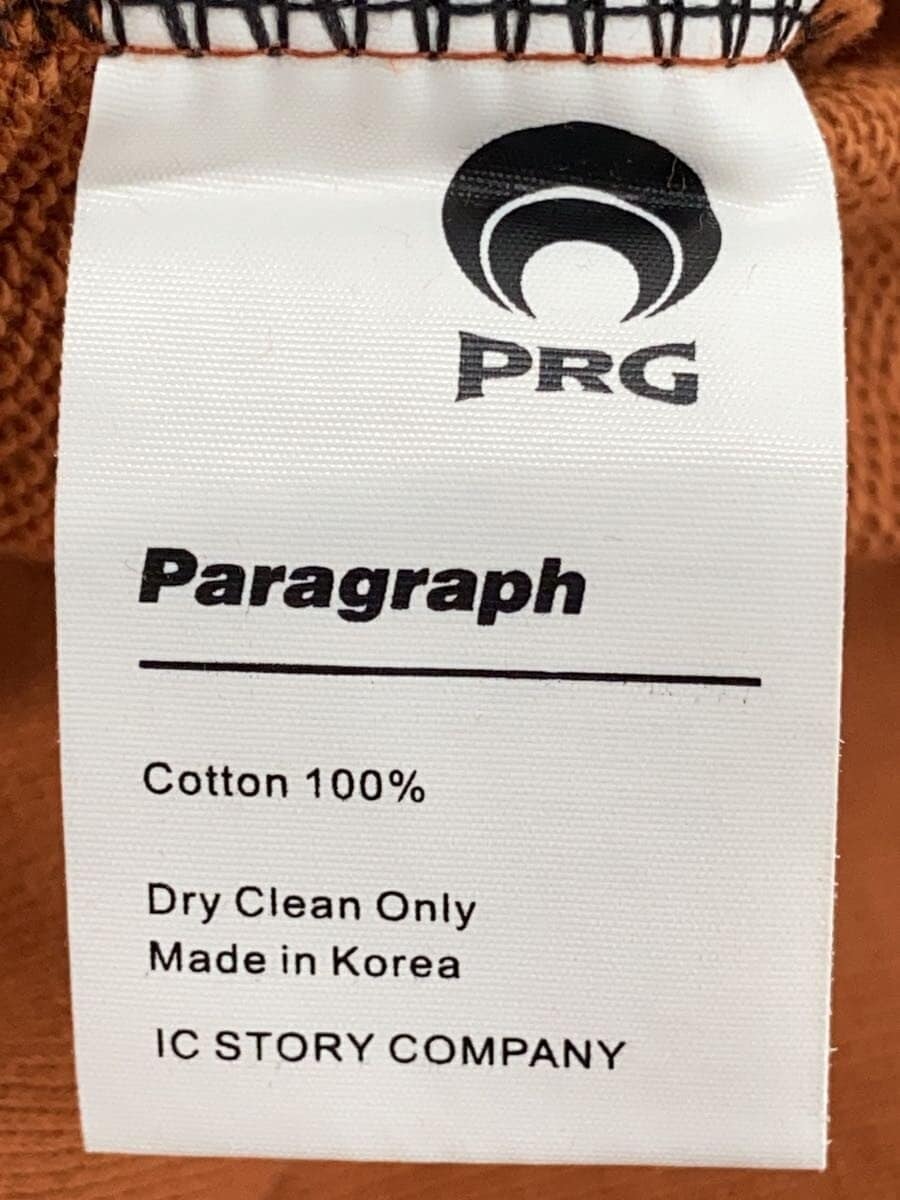 PRG
Paragraph
Cotton 100%
Dry Clean Only
Made in Korea
IC STORY COMPANY